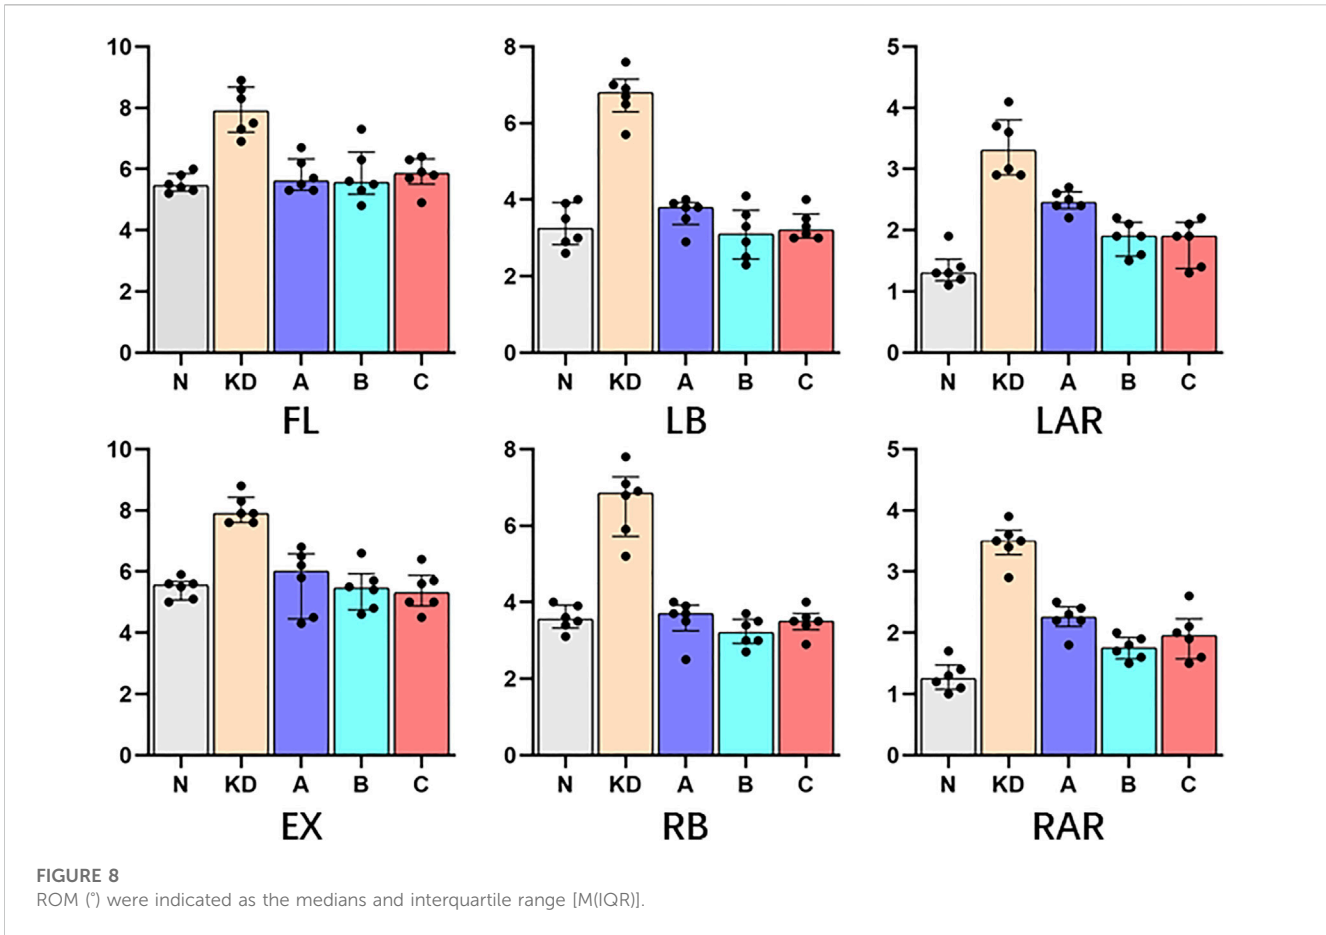 10
8
6
4
2
0
N KD A B C
FL
8
6
4
2
0
N KD A B C
LB
5
4
3
2
1
0
N KD A B C
LAR
10
8
6
4
2
0
N KD A B C
EX
8
6
4
2
0
N KD A B C
RB
5
4
3
2
1
0
N KD A B C
RAR
FIGURE 8
ROM (°) were indicated as the medians and interquartile range [M(IQR)].